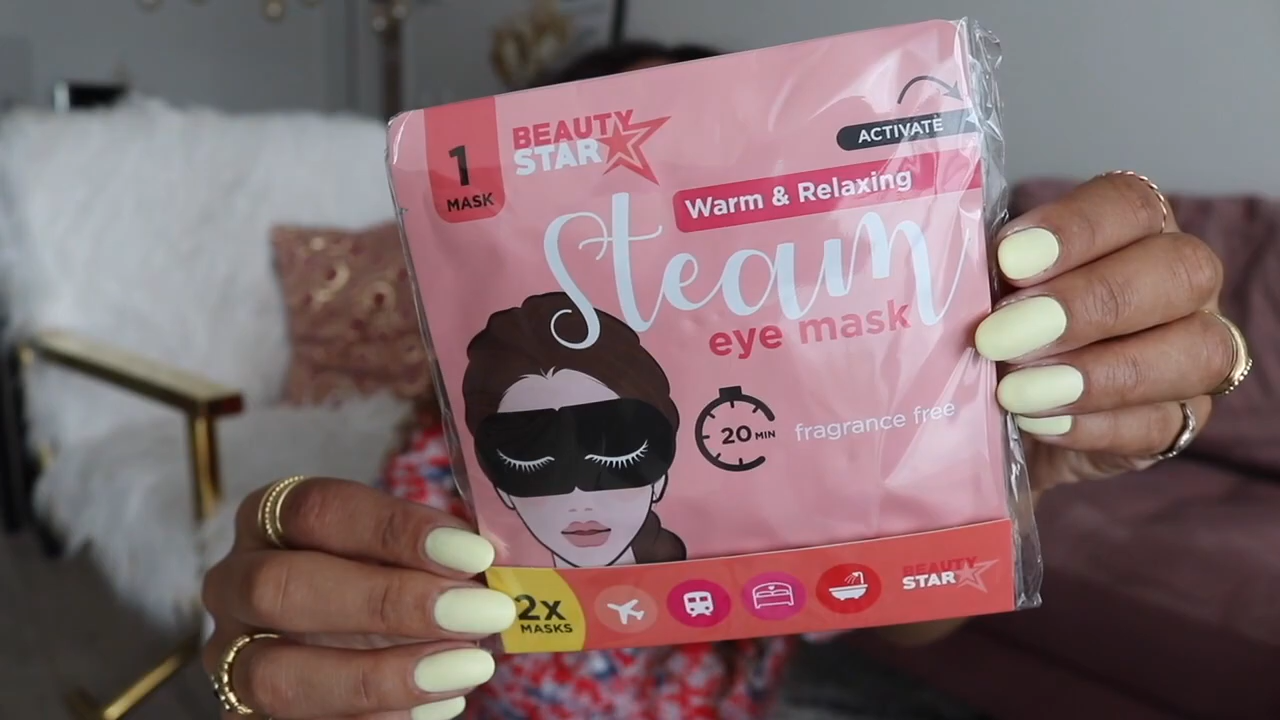 1
MASK
BEAUTY
STAR
ACTIVATE
Warm & Relaxing
Steam
eye mask
20 MIN
fragrance free
2x
MASKS
BEAUTY
STAR